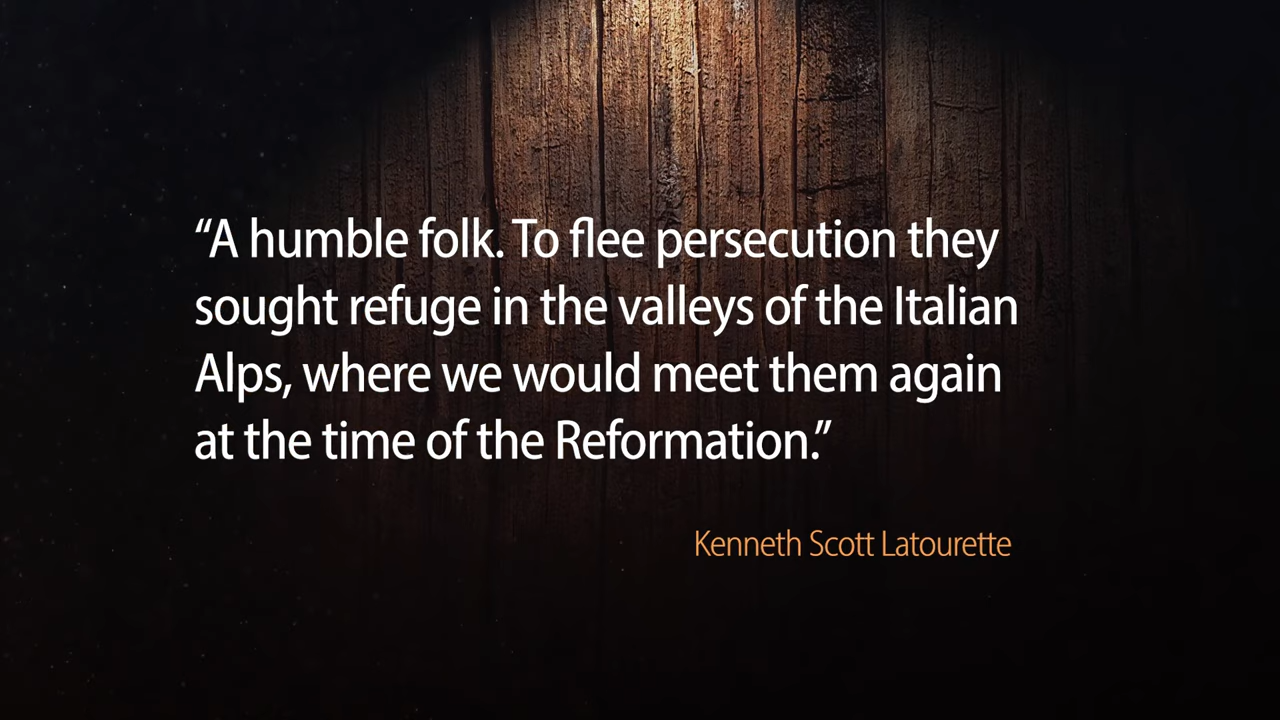 “A humble folk. To flee persecution they
sought refuge in the valleys of the Italian
Alps, where we would meet them again
at the time of the Reformation.”
Kenneth Scott Latourette